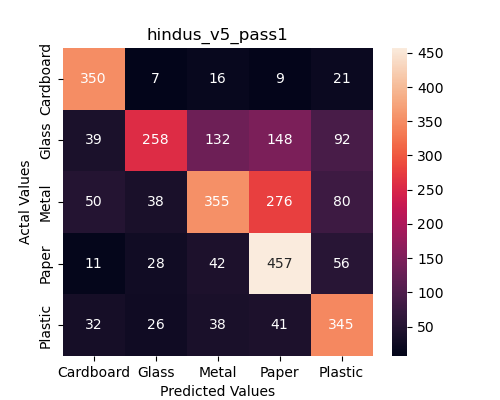 hindus_v5_pass1
Actal Values
Cardboard 350 7 16 9 21
Glass 39 258 132 148 92
Metal 50 38 355 276 80
Paper 11 28 42 457 56
Plastic 32 26 38 41 345
Cardboard Glass Metal Paper Plastic
Predicted Values
450
400
350
300
250
200
150
100
50